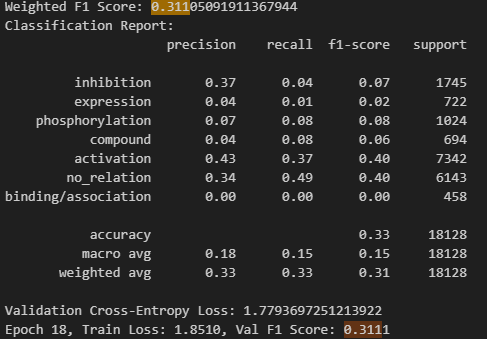 Weighted F1 Score: 0.31105091911367944
Classification Report:
precision recall f1-score support
inhibition 0.37 0.04 0.07 1745
expression 0.04 0.01 0.02 722
phosphorylation 0.07 0.08 0.08 1024
compound 0.04 0.08 0.06 694
activation 0.43 0.37 0.40 7342
no_relation 0.34 0.49 0.40 6143
binding/association 0.00 0.00 0.00 458
accuracy 0.33 18128
macro avg 0.18 0.15 0.15 18128
weighted avg 0.33 0.33 0.31 18128
Validation Cross-Entropy Loss: 1.7793697251213922
Epoch 18, Train Loss: 1.8510, Val F1 Score: 0.3111